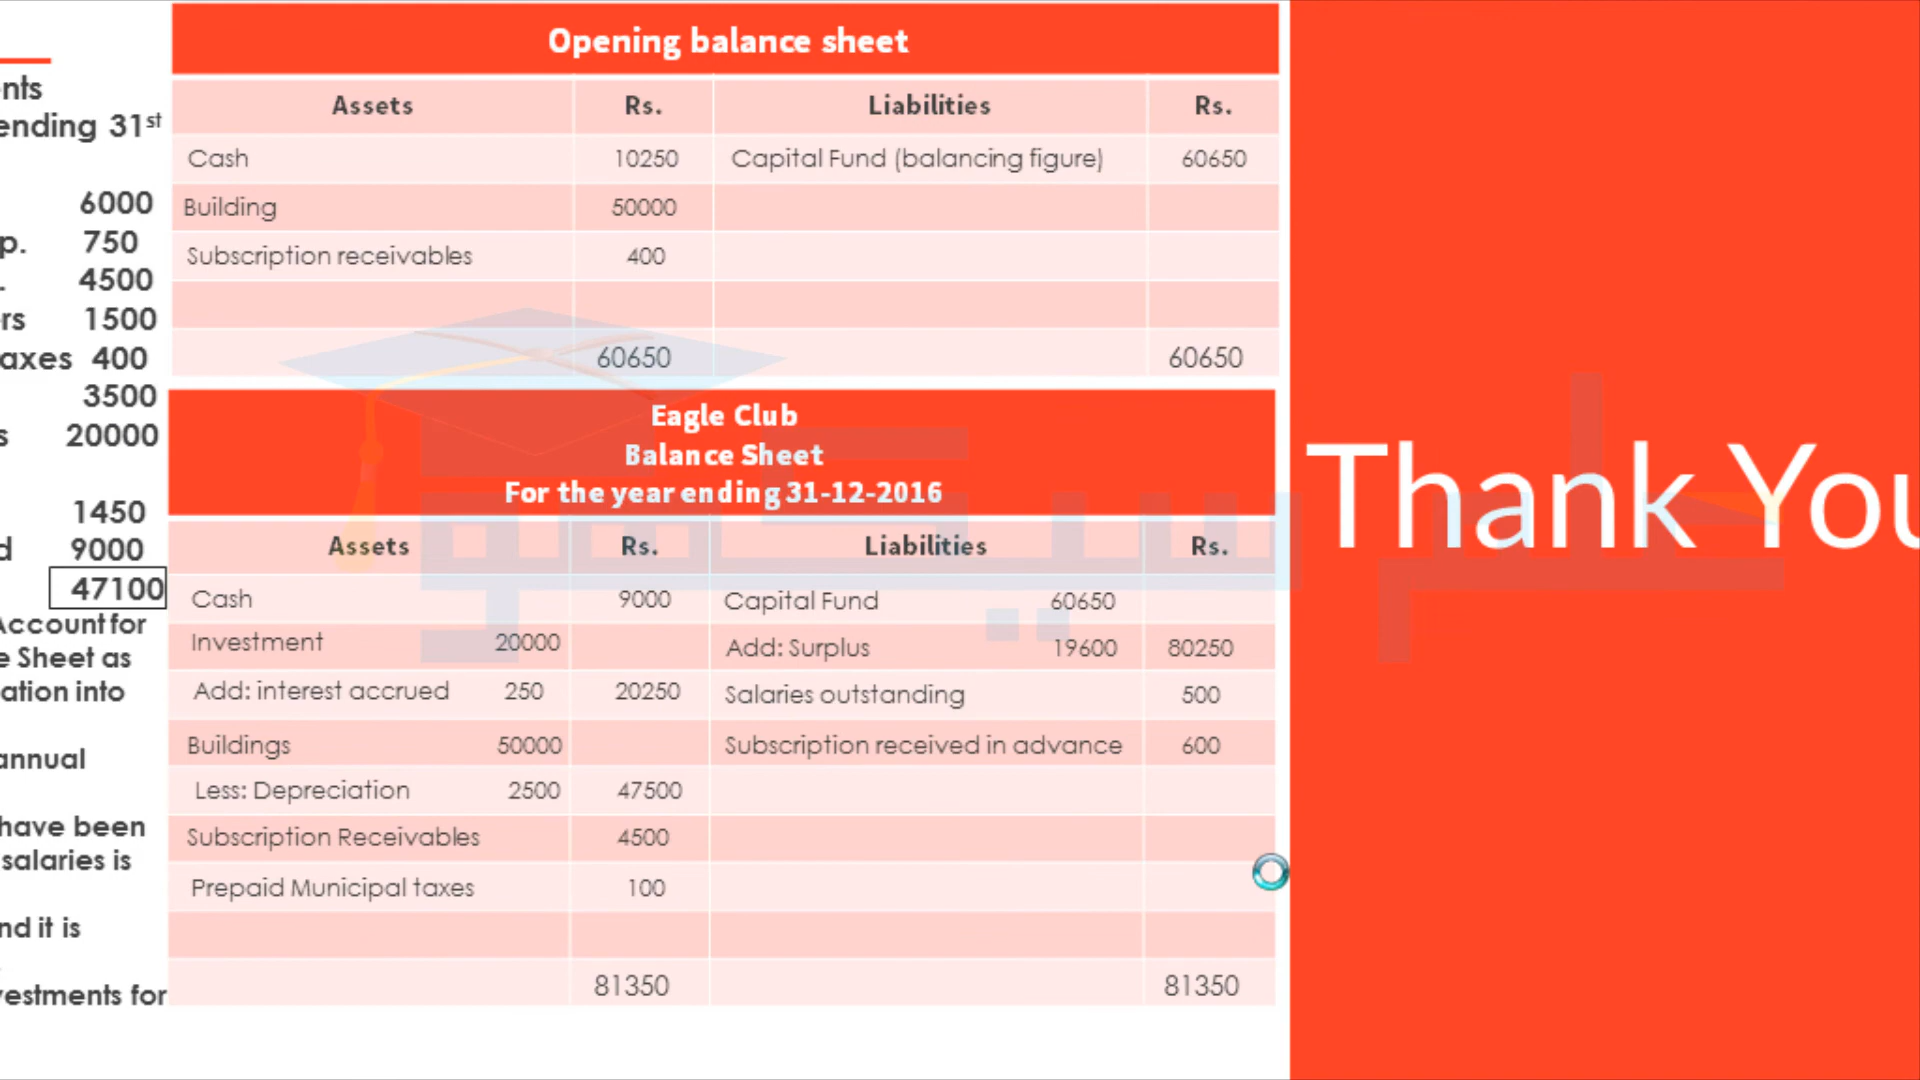 nts
ending 31st
6000
p. 750
. 4500
rs 1500
axes 400
3500
s 20000
1450
d 9000
47100
Account for
e Sheet as
ation into
annual
have been
salaries is
nd it is
vestments for
Opening balance sheet
Assets Rs. Liabilities Rs.
Cash 10250 Capital Fund (balancing figure) 60650
Building 50000
Subscription receivables 400
60650 60650
Eagle Club
Balance Sheet
For the year ending 31-12-2016
Assets Rs. Liabilities Rs.
Cash 9000 Capital Fund 60650
Investment 20000 Add: Surplus 19600 80250
Add: interest accrued 250 20250 Salaries outstanding 500
Buildings 50000 Subscription received in advance 600
Less: Depreciation 2500 47500
Subscription Receivables 4500
Prepaid Municipal taxes 100
81350 81350
Thank You